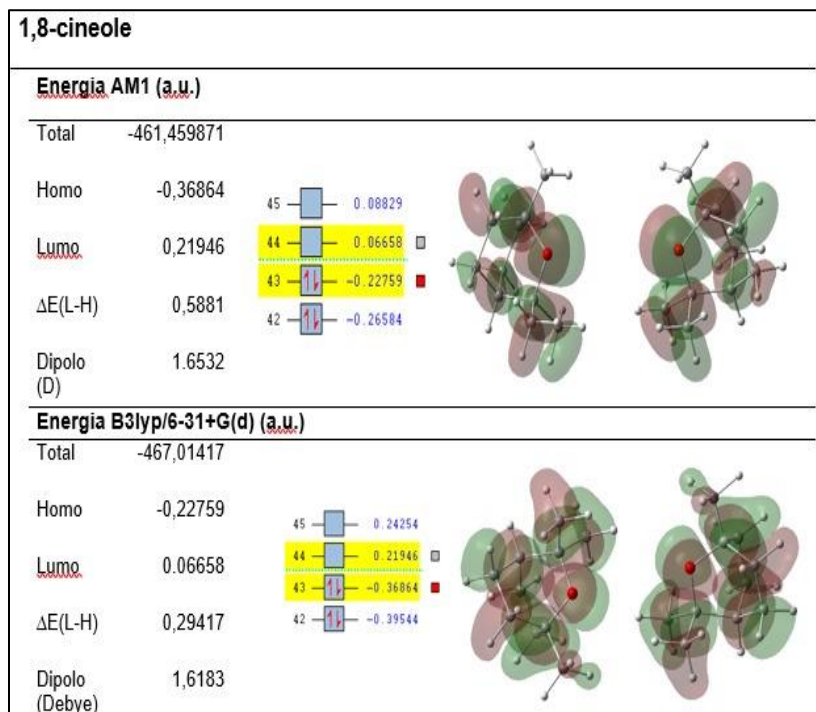 1,8-cineole
Energia AM1 (a.u.)
Total -461,459871
Homo -0,36864
Lumo 0,21946
ΔE(L-H) 0,5881
Dipolo 1.6532
(D)
45 0.08829
44 0.06658
43 -0.22759
42 -0.26584
Energia B3lyp/6-31+G(d) (a.u.)
Total -467,01417
Homo -0,22759
Lumo 0.06658
ΔE(L-H) 0,29417
Dipolo 1,6183
(Debye)
45 0.24254
44 0.21946
43 -0.36864
42 -0.39544